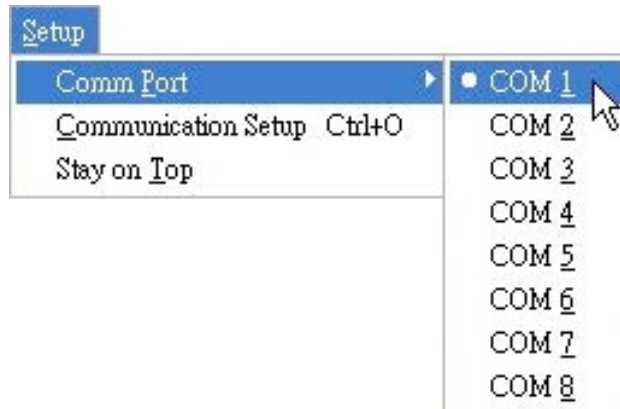 Setup
Comm Port
Communication Setup Ctrl+O
Stay on Top
COM 1
COM 2
COM 3
COM 4
COM 5
COM 6
COM 7
COM 8